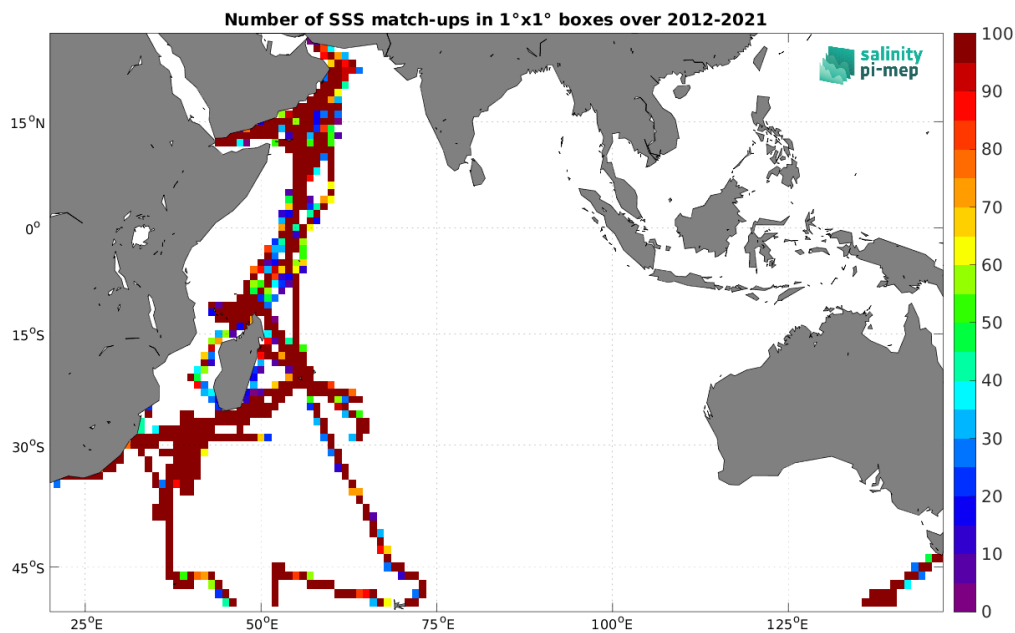 Number of SSS match-ups in 1°x1° boxes over 2012-2021
salinity
pi-mep
100
90
80
70
60
50
40
30
20
10
0
15°N
0°
15°S
30°S
45°S
25°E
50°E
75°E
100°E
125°E